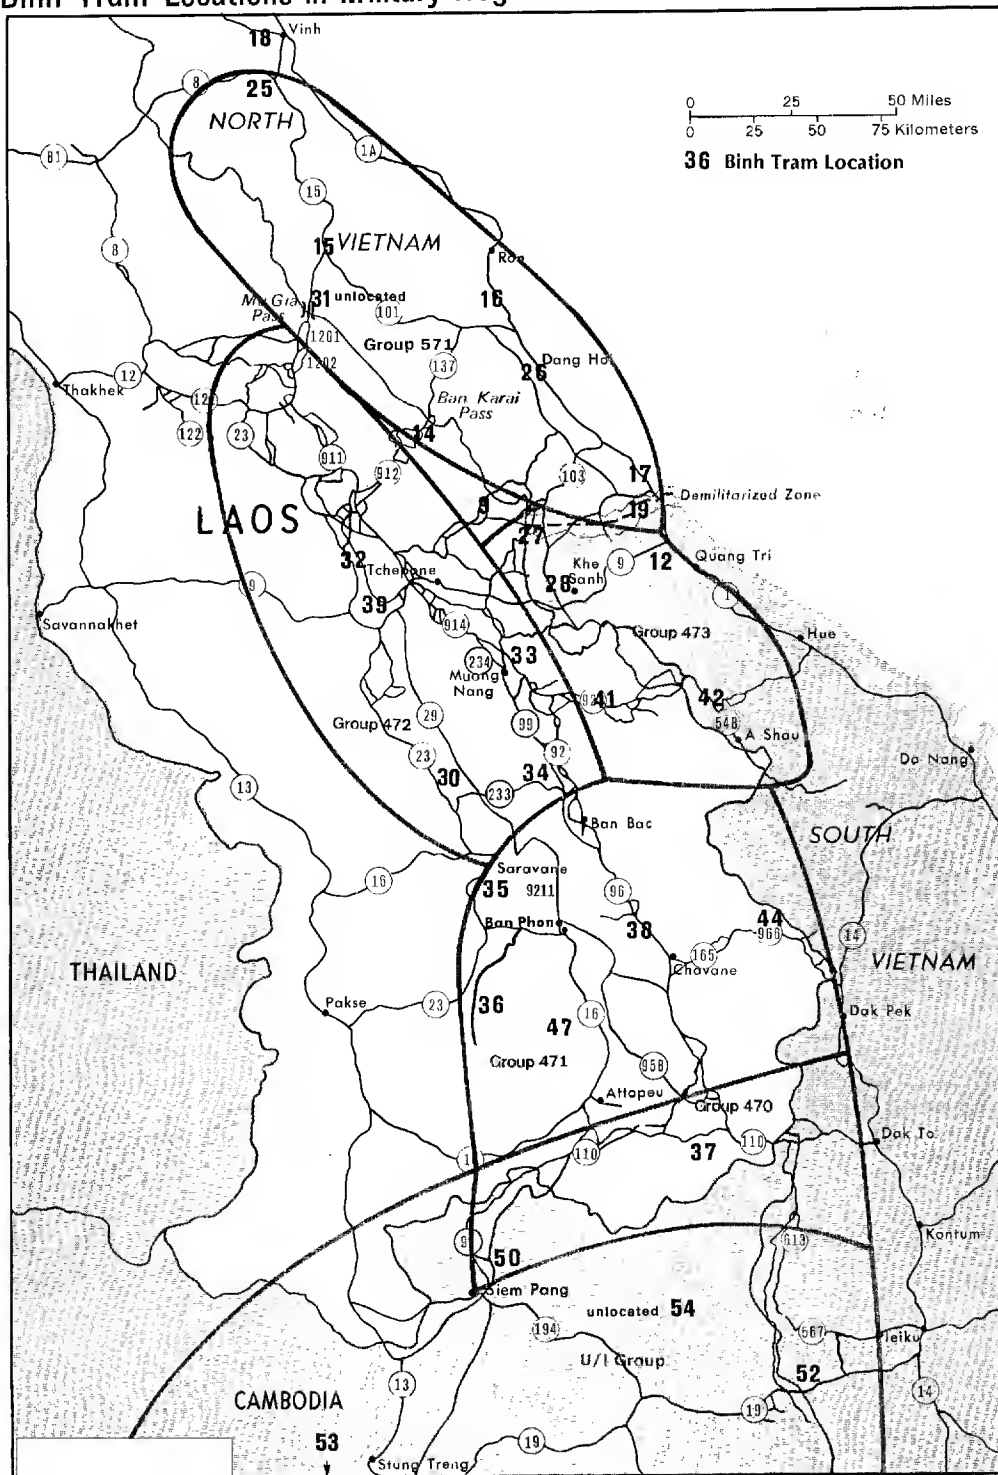 Binh Tram Locations in Military Reg
18
Vinh
8
25
NORTH
0 25 50 Miles
0 25 50 75 Kilometers
36 Binh Tram Location
81
1A
15
8
15
VIETNAM
Ron
16
Mu Gia
Pass
31 unlocated
101
1201
Group 571
1202
137
Dang Hoi
26
12
Thakhek
12
Ban Karai
Pass
122
23
14
911
912
103
17
Demilitarized Zone
LAOS
3
19
27
Quang Tri
12
9
Khe
Sanh
32
Tchepone
28
9
1
39
Savannakhet
914
Group 473
Hue
234
33
Muong
Nang
41
42
548
A Shau
Group 472
29
99
92
23
Da Nang
30
34
13
233
Ban Bac
SOUTH
Saravane
16
35
9211
96
44
Ban Phone
38
966
14
165
Chavane
VIETNAM
THAILAND
36
Pakse
23
47
16
Dak Pek
Group 471
958
Attopeu
Group 470
110
110
Dak To
37
9
613
Kontum
50
Siem Pang
unlocated 54
194
567
U/I Group
52
13
CAMBODIA
14
19
53
19
Stung Treng